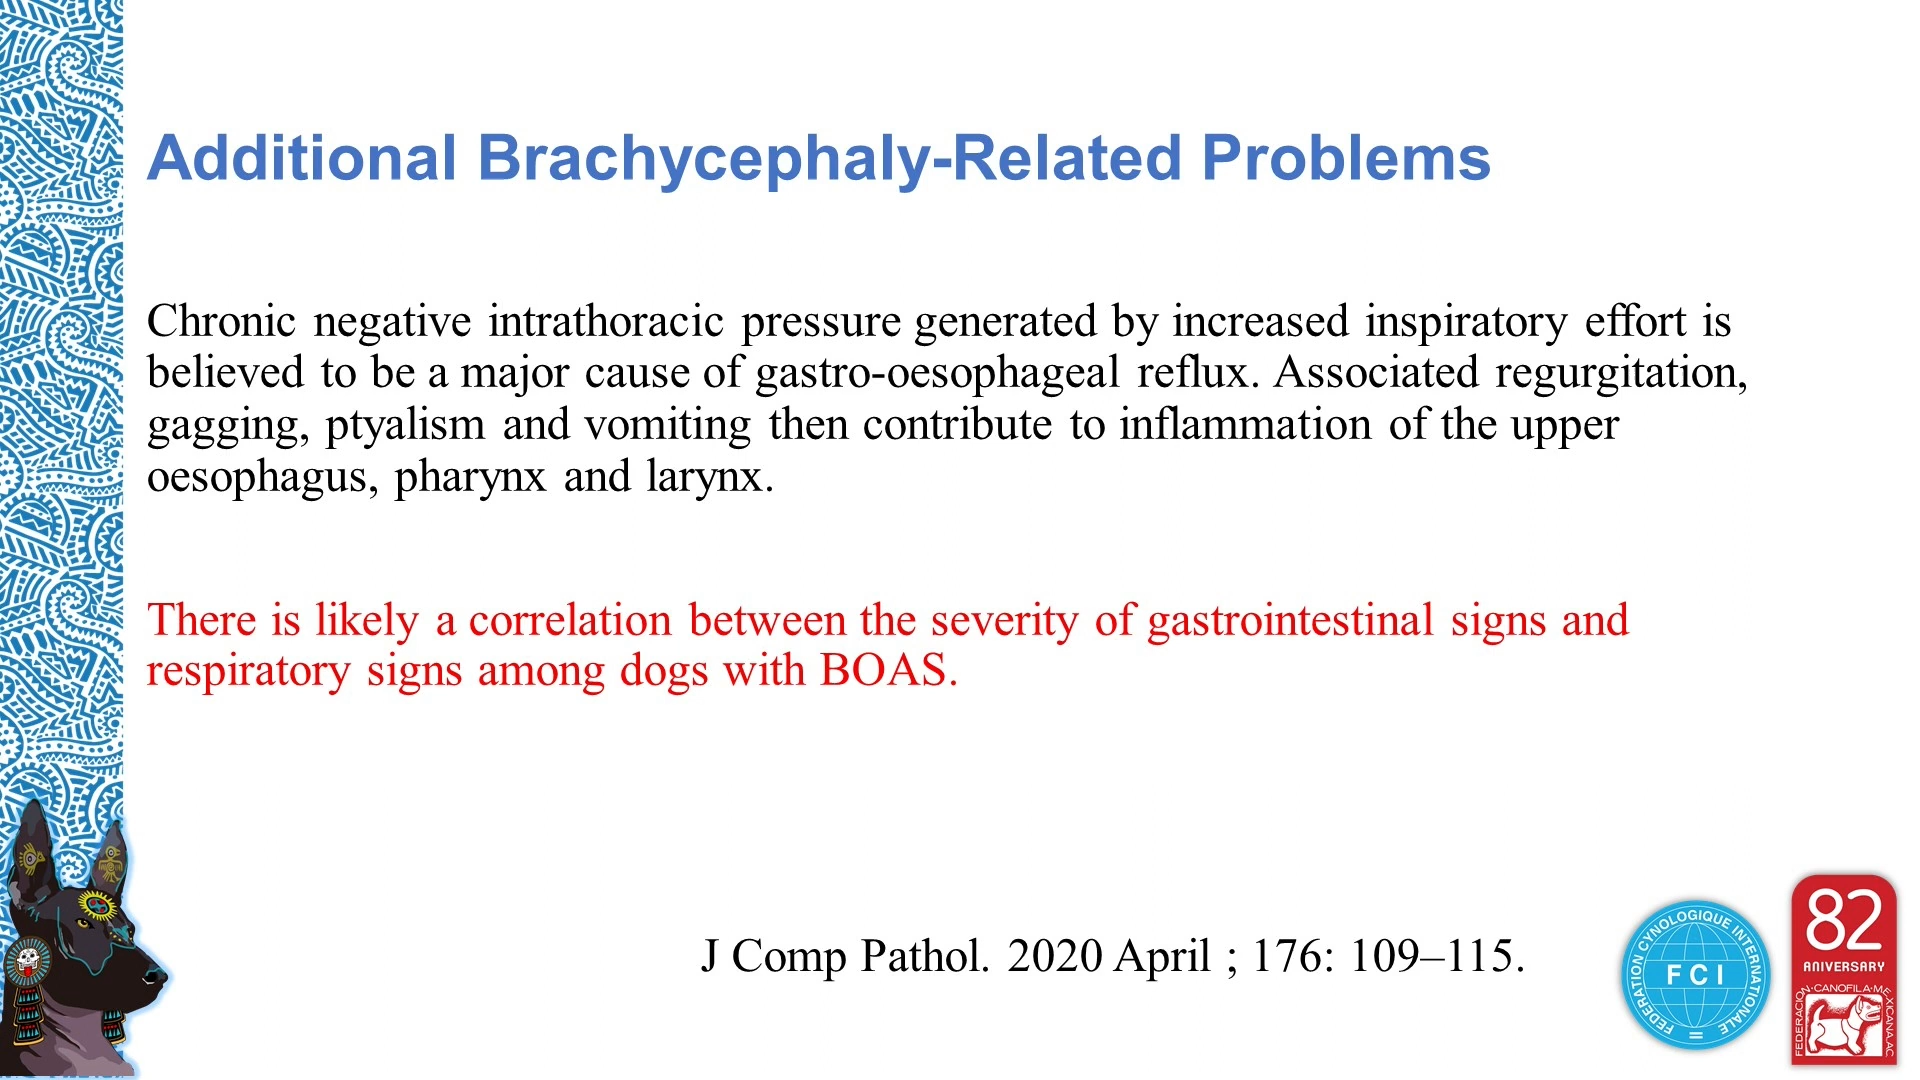 Additional Brachycephaly-Related Problems
Chronic negative intrathoracic pressure generated by increased inspiratory effort is
believed to be a major cause of gastro-oesophageal reflux. Associated regurgitation,
gagging, ptyalism and vomiting then contribute to inflammation of the upper
oesophagus, pharynx and larynx.
There is likely a correlation between the severity of gastrointestinal signs and
respiratory signs among dogs with BOAS.
J Comp Pathol. 2020 April ; 176: 109–115.
FEDERATION CYNOLOGIQUE INTERNATIONALE
FCI
82
ANIVERSARY
FEDERACION·CANOFILA·MEXICANA,AC